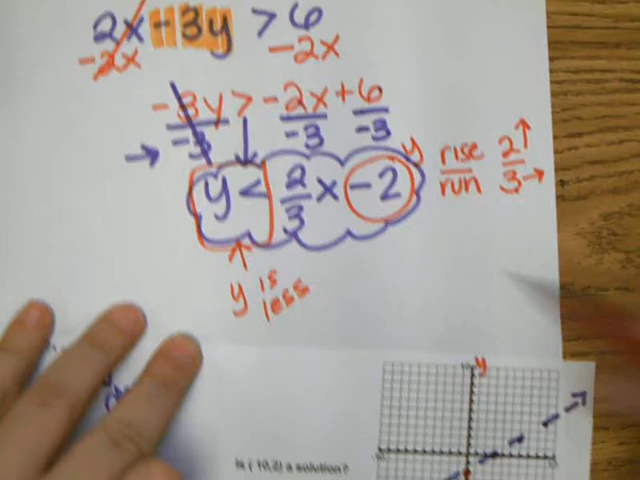 2x - 3y > 6
-2x -2x
-3y > -2x + 6
-3 -3 -3
y < 2/3 x - 2
y
rise 2
run 3
y is
less
y
Is ( 10,2) a solution?